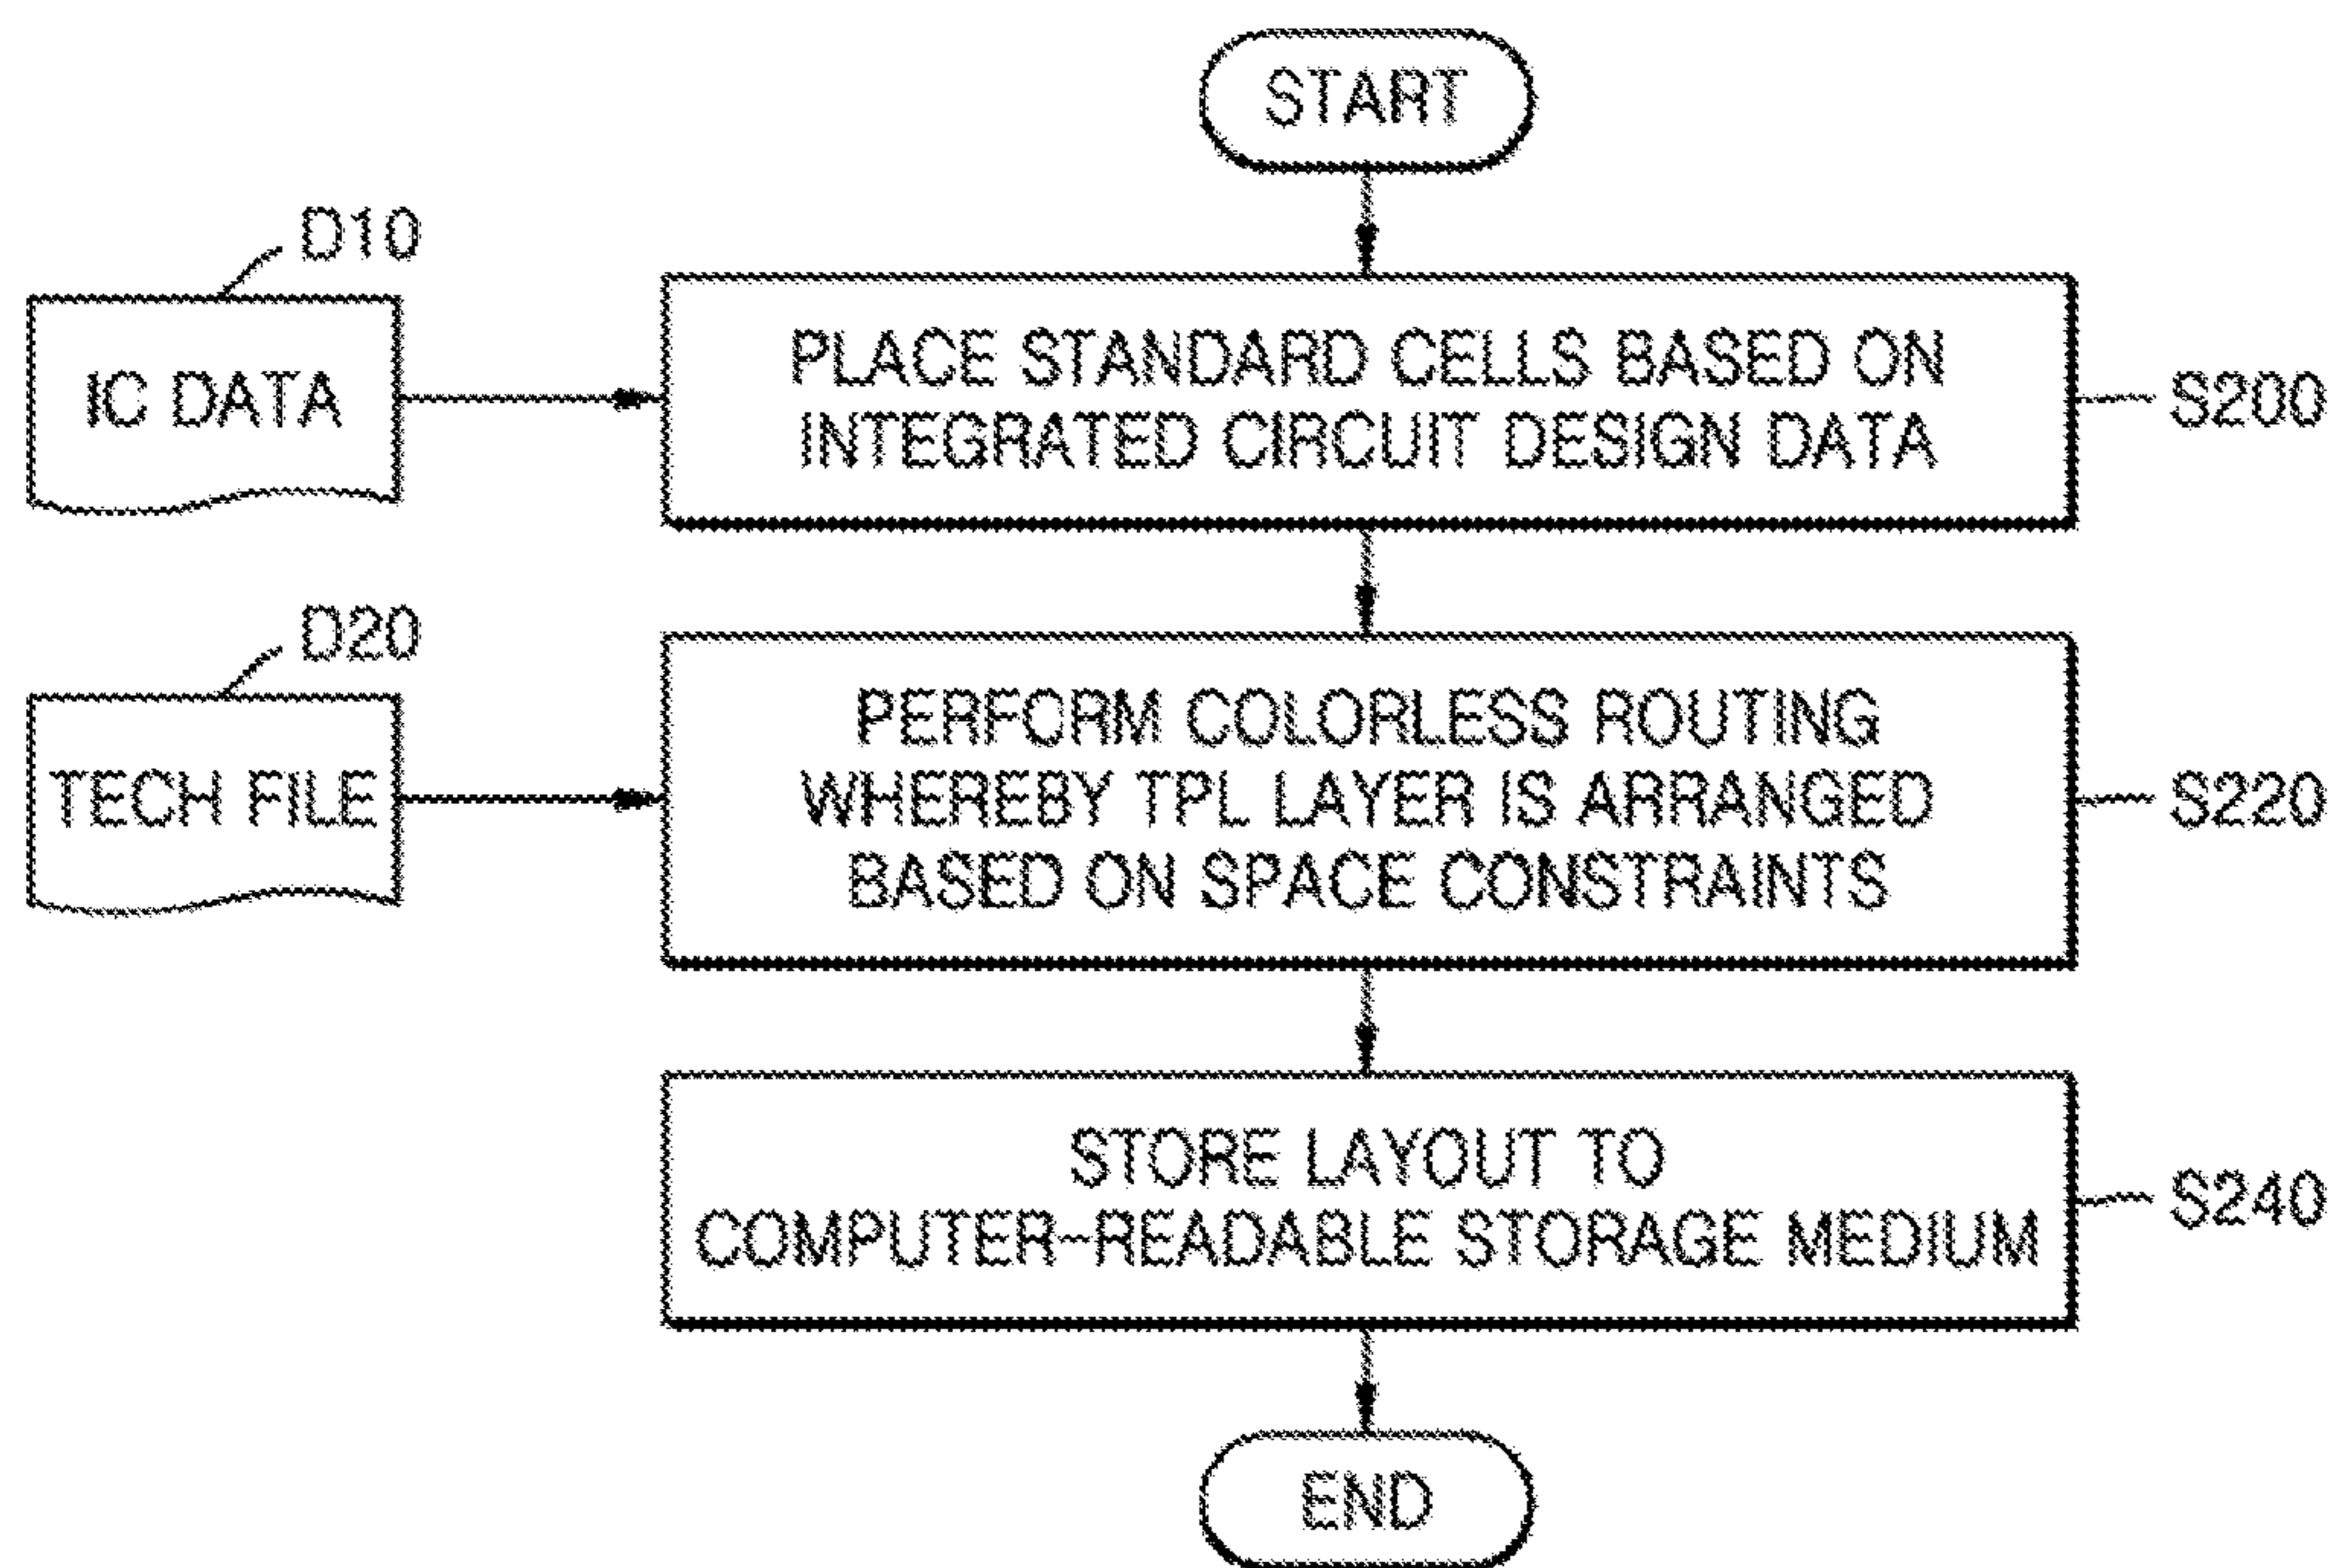 START
D10
IC DATA
PLACE STANDARD CELLS BASED ON
INTEGRATED CIRCUIT DESIGN DATA
S200
D20
TECH FILE
PERFORM COLORLESS ROUTING
WHEREBY TPL LAYER IS ARRANGED
BASED ON SPACE CONSTRAINTS
S220
STORE LAYOUT TO
COMPUTER-READABLE STORAGE MEDIUM
S240
END